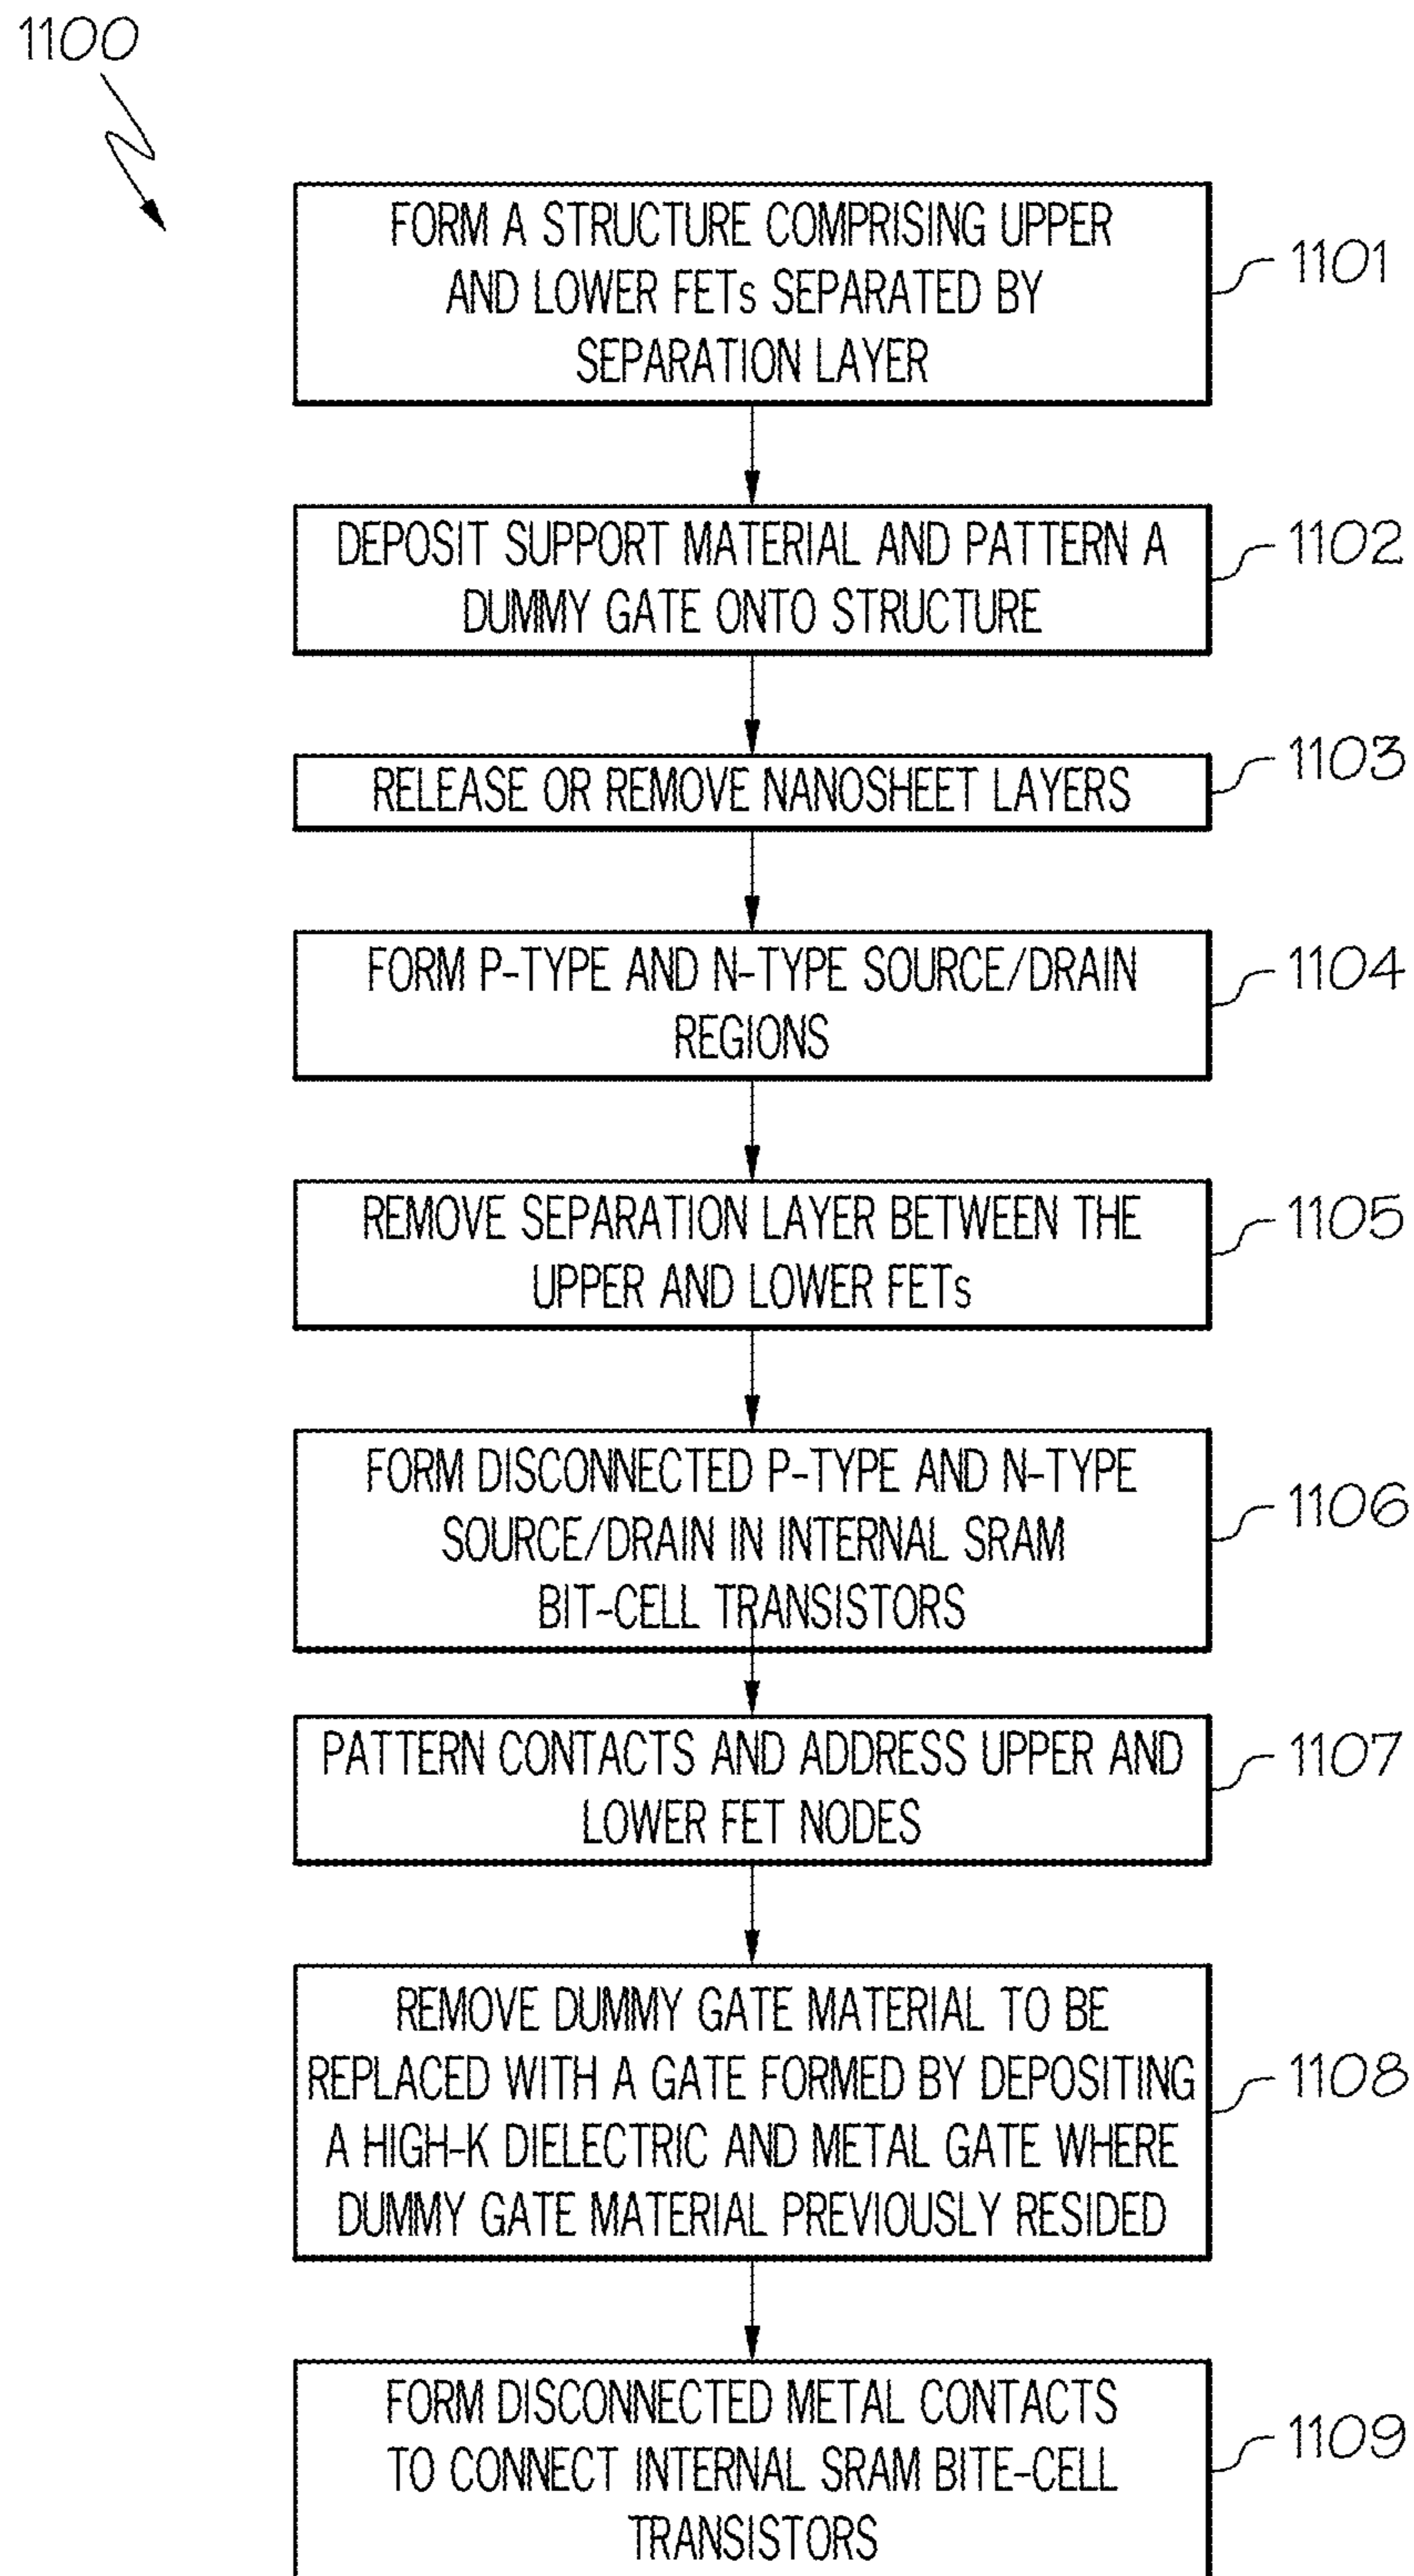 1100
FORM A STRUCTURE COMPRISING UPPER
AND LOWER FETs SEPARATED BY
SEPARATION LAYER
1101
DEPOSIT SUPPORT MATERIAL AND PATTERN A
DUMMY GATE ONTO STRUCTURE
1102
RELEASE OR REMOVE NANOSHEET LAYERS
1103
FORM P-TYPE AND N-TYPE SOURCE/DRAIN
REGIONS
1104
REMOVE SEPARATION LAYER BETWEEN THE
UPPER AND LOWER FETs
1105
FORM DISCONNECTED P-TYPE AND N-TYPE
SOURCE/DRAIN IN INTERNAL SRAM
BIT-CELL TRANSISTORS
1106
PATTERN CONTACTS AND ADDRESS UPPER AND
LOWER FET NODES
1107
REMOVE DUMMY GATE MATERIAL TO BE
REPLACED WITH A GATE FORMED BY DEPOSITING
A HIGH-K DIELECTRIC AND METAL GATE WHERE
DUMMY GATE MATERIAL PREVIOUSLY RESIDED
1108
FORM DISCONNECTED METAL CONTACTS
TO CONNECT INTERNAL SRAM BITE-CELL
TRANSISTORS
1109